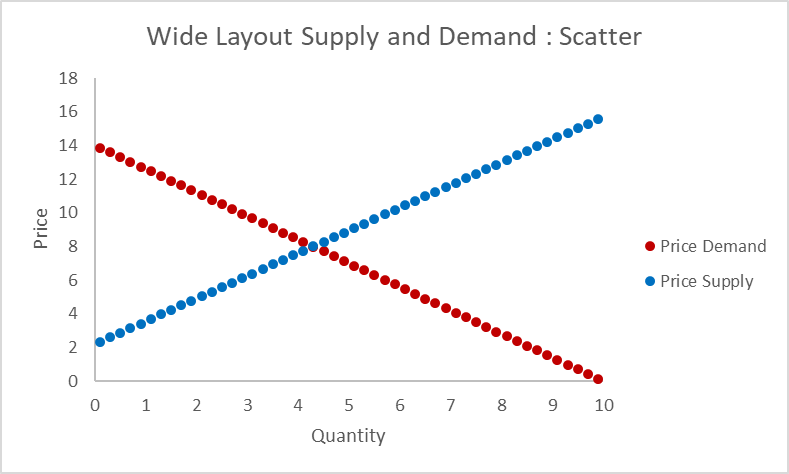 Wide Layout Supply and Demand : Scatter
18
16
14
12
10
8
6
4
2
0
Price
0 1 2 3 4 5 6 7 8 9 10
Quantity
Price Demand
Price Supply